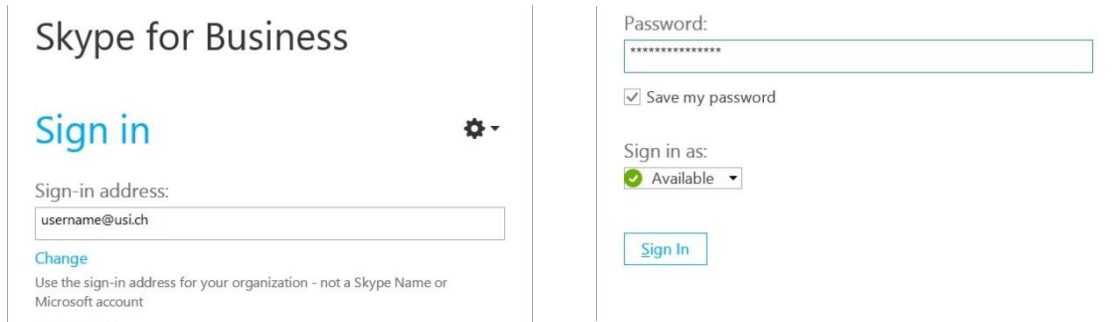 Skype for Business
Sign in
Sign-in address:
username@usi.ch
Change
Use the sign-in address for your organization - not a Skype Name or
Microsoft account
Password:
***************
Save my password
Sign in as:
Available
Sign In